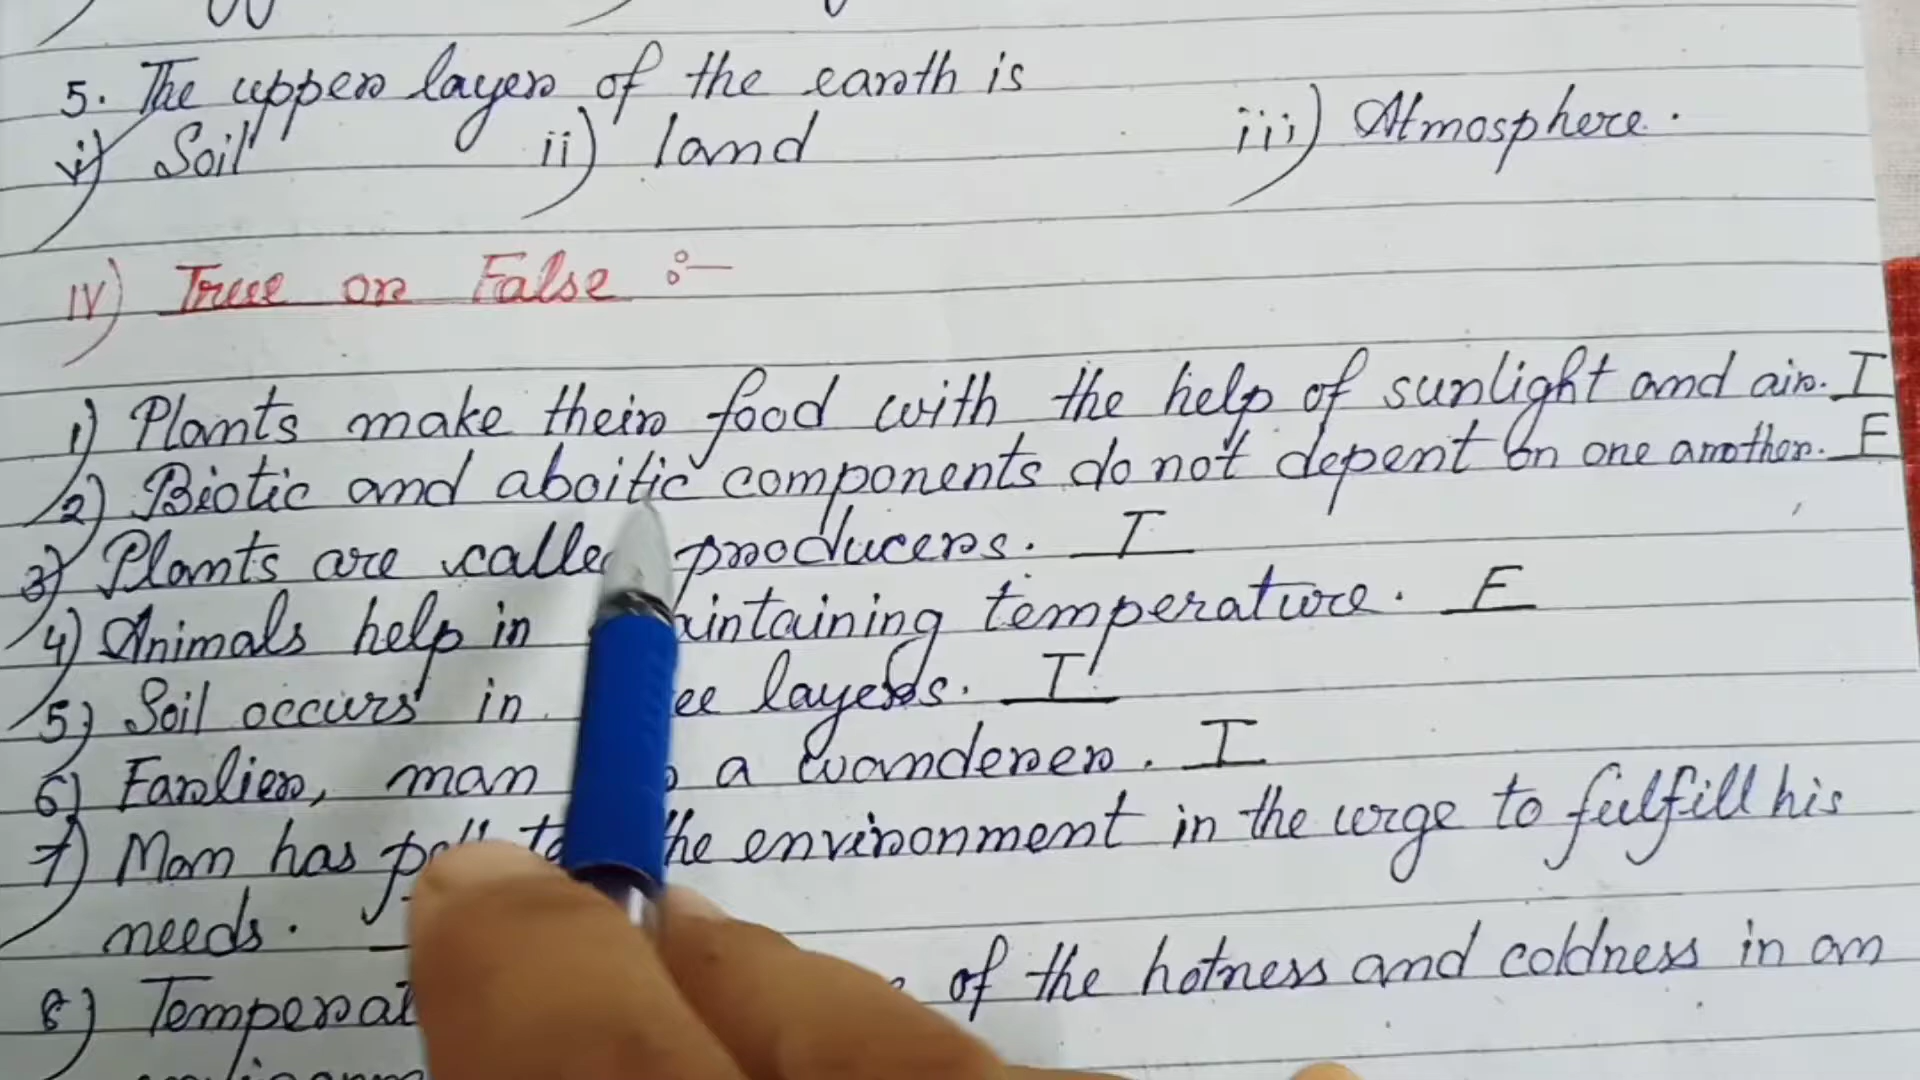 5. The upper layer of the earth is
i) Soil ii) land iii) Atmosphere.
IV) True or False :-
1) Plants make their food with the help of sunlight and air. T
2) Biotic and aboitic components do not depent on one another. F
3) Plants are called producers. T
4) Animals help in maintaining temperature. F
5) Soil occurs in ee layers. T
6) Earlier, man a wanderer. T
7) Man has the environment in the urge to fulfill his
needs.
8) Temperat of the hotness and coldness in an